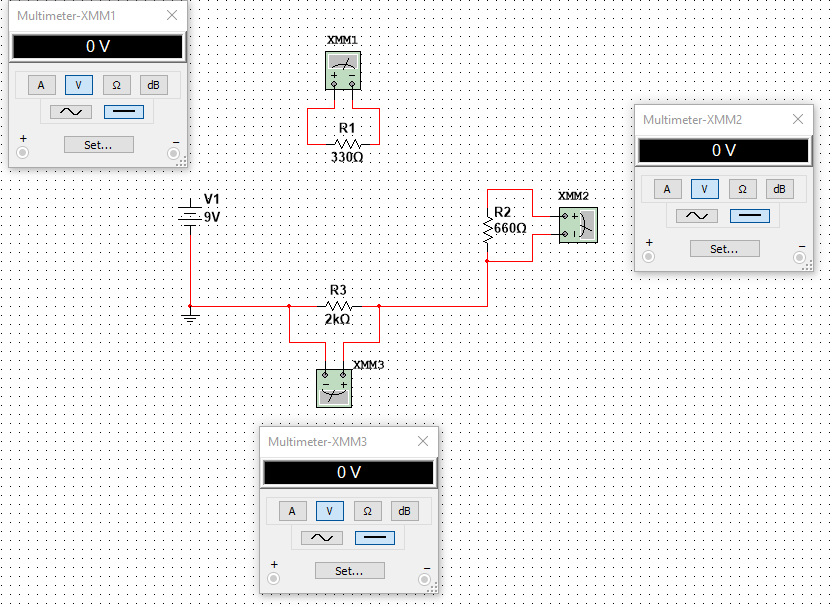 Multimeter-XMM1
0 V
A V Ω dB
+ −
Set...
XMM1
+ −
R1
330Ω
Multimeter-XMM2
0 V
A V Ω dB
+ −
Set...
V1
9V
R2
660Ω
XMM2
+
−
R3
2kΩ
XMM3
− +
Multimeter-XMM3
0 V
A V Ω dB
+ −
Set...